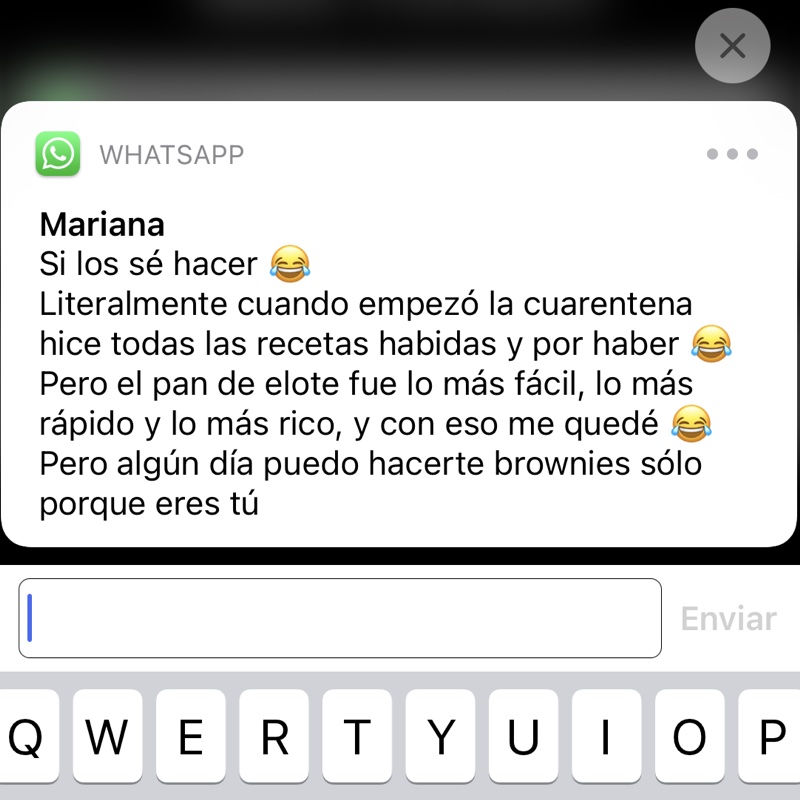 WHATSAPP
Mariana
Si los sé hacer 😂
Literalmente cuando empezó la cuarentena
hice todas las recetas habidas y por haber 😂
Pero el pan de elote fue lo más fácil, lo más
rápido y lo más rico, y con eso me quedé 😂
Pero algún día puedo hacerte brownies sólo
porque eres tú
Enviar
Q W E R T Y U I O P